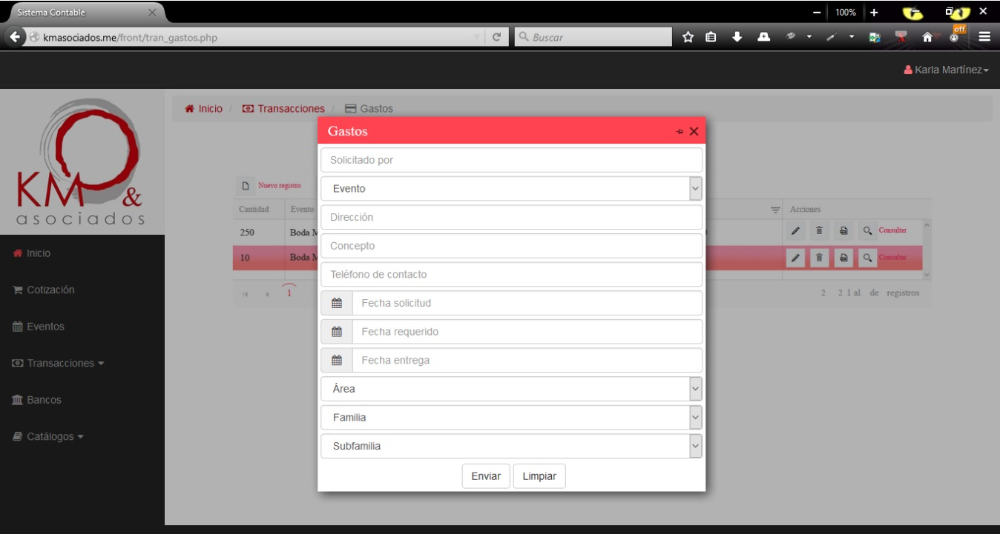 Sistema Contable
100%
kmasociados.me/front/tran_gastos.php
Buscar
off
Karla Martínez
KM &
asociados
Inicio / Transacciones / Gastos
Gastos
Solicitado por
Evento
Dirección
Concepto
Teléfono de contacto
Fecha solicitud
Fecha requerido
Fecha entrega
Área
Familia
Subfamilia
Enviar Limpiar
Nuevo registro
Cantidad Evento Acciones
250 Boda M Consultar
10 Boda M Consultar
1 2 2 1 al de registros
Inicio
Cotización
Eventos
Transacciones
Bancos
Catálogos